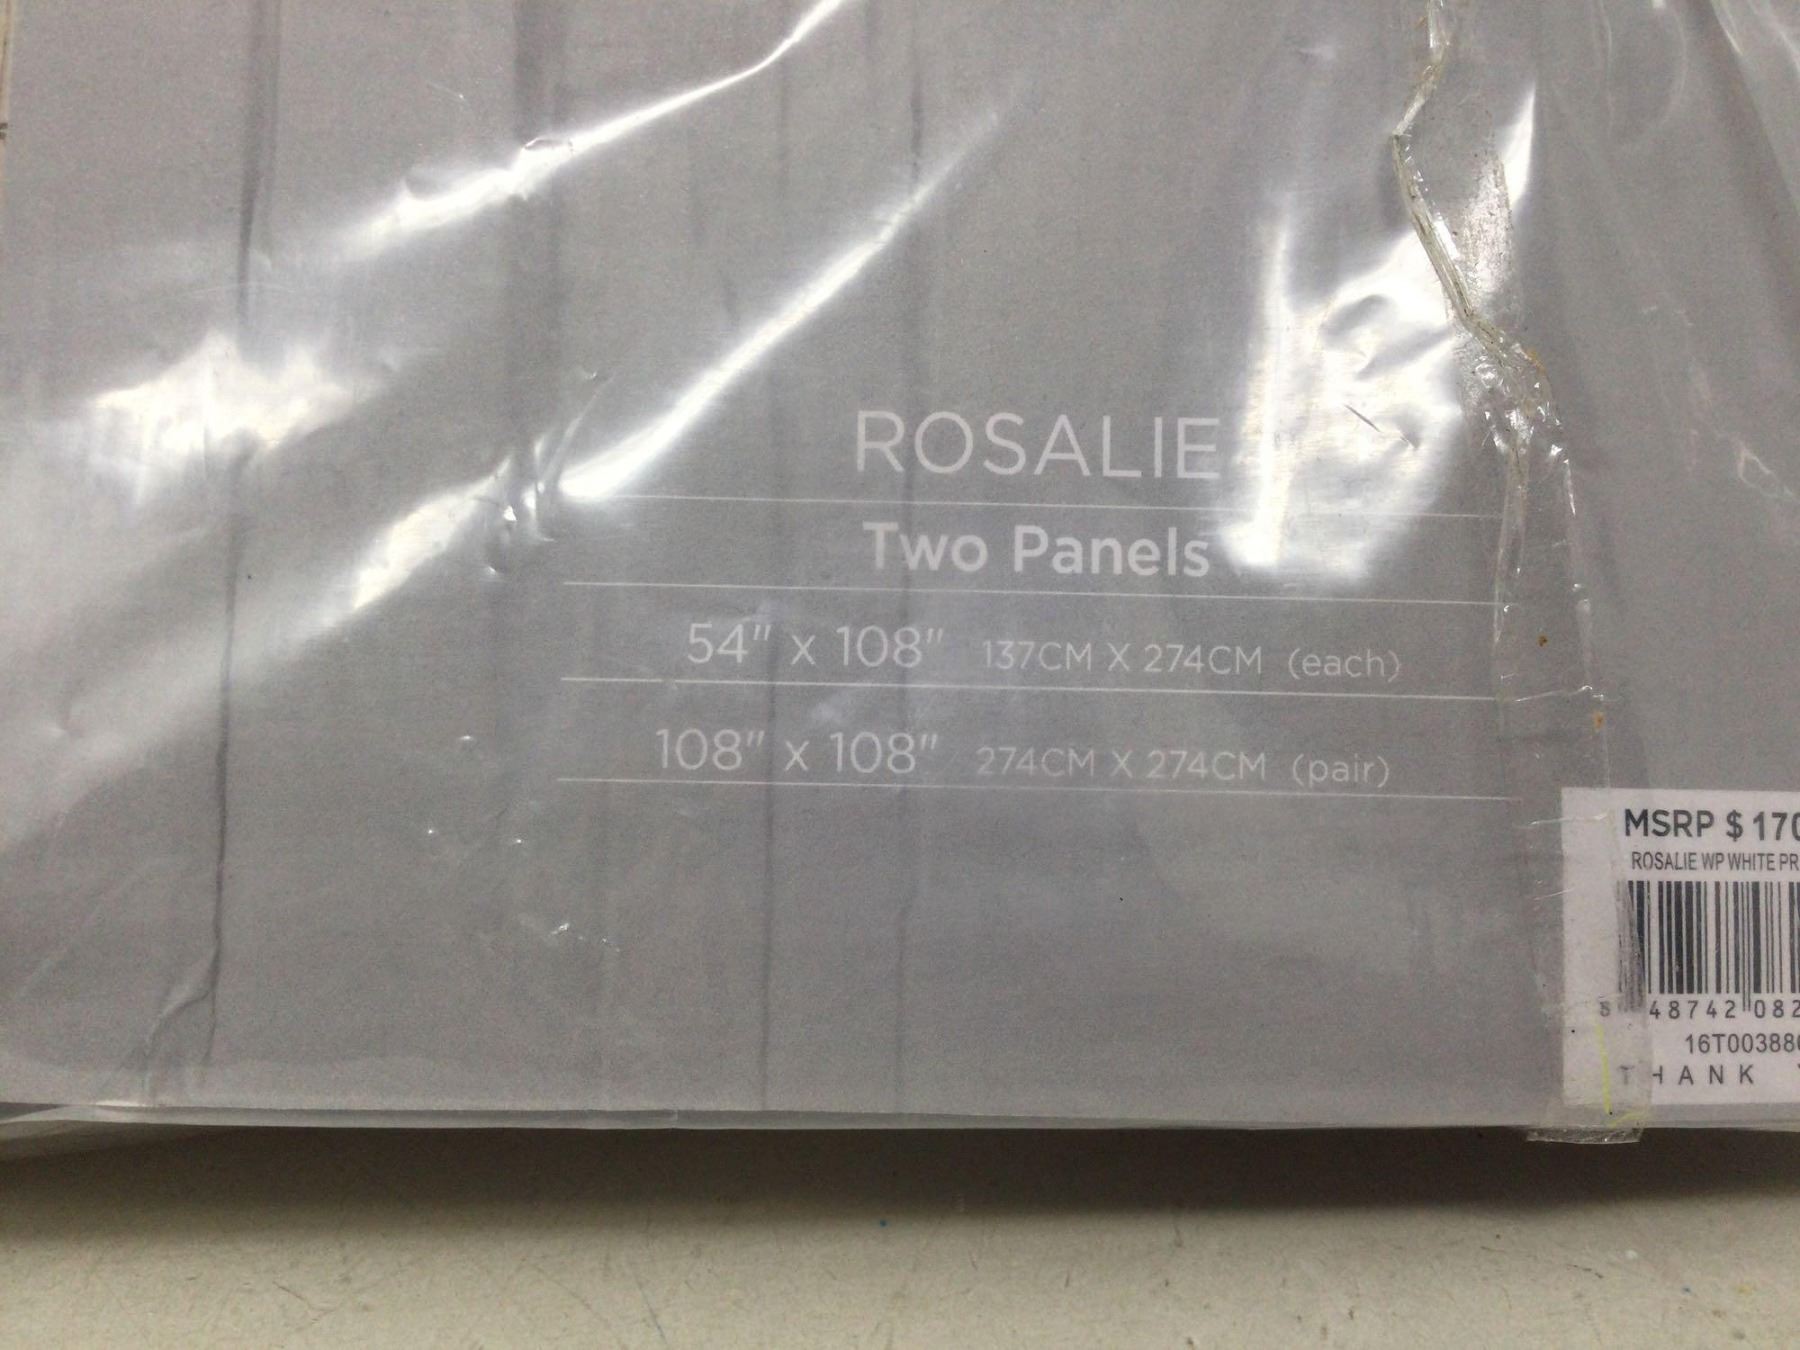 ROSALIE
Two Panels
54" x 108" 137CM X 274CM (each)
108" x 108" 274CM X 274CM (pair)
MSRP $170
ROSALIE WP WHITE PR
48742 082
16T00388
THANK